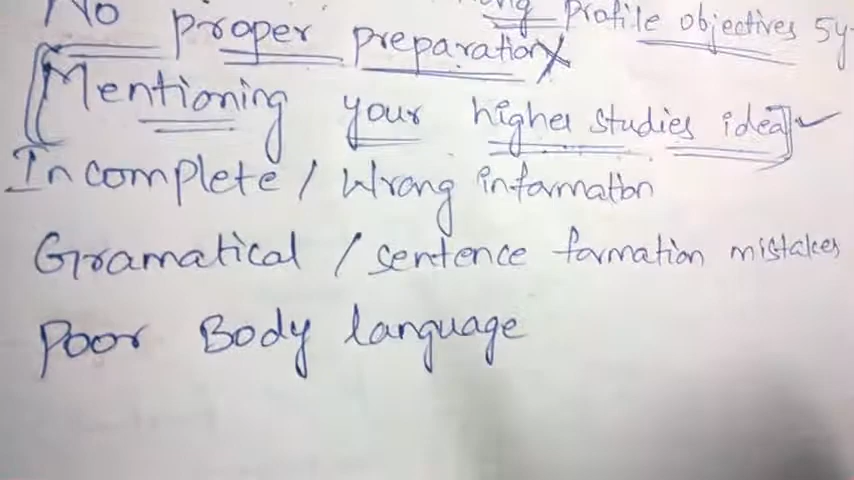 profile objectives 5y
No proper preparation
[Mentioning your higher studies idea]
Incomplete / Wrong information
Gramatical / sentence formation mistakes
Poor Body language